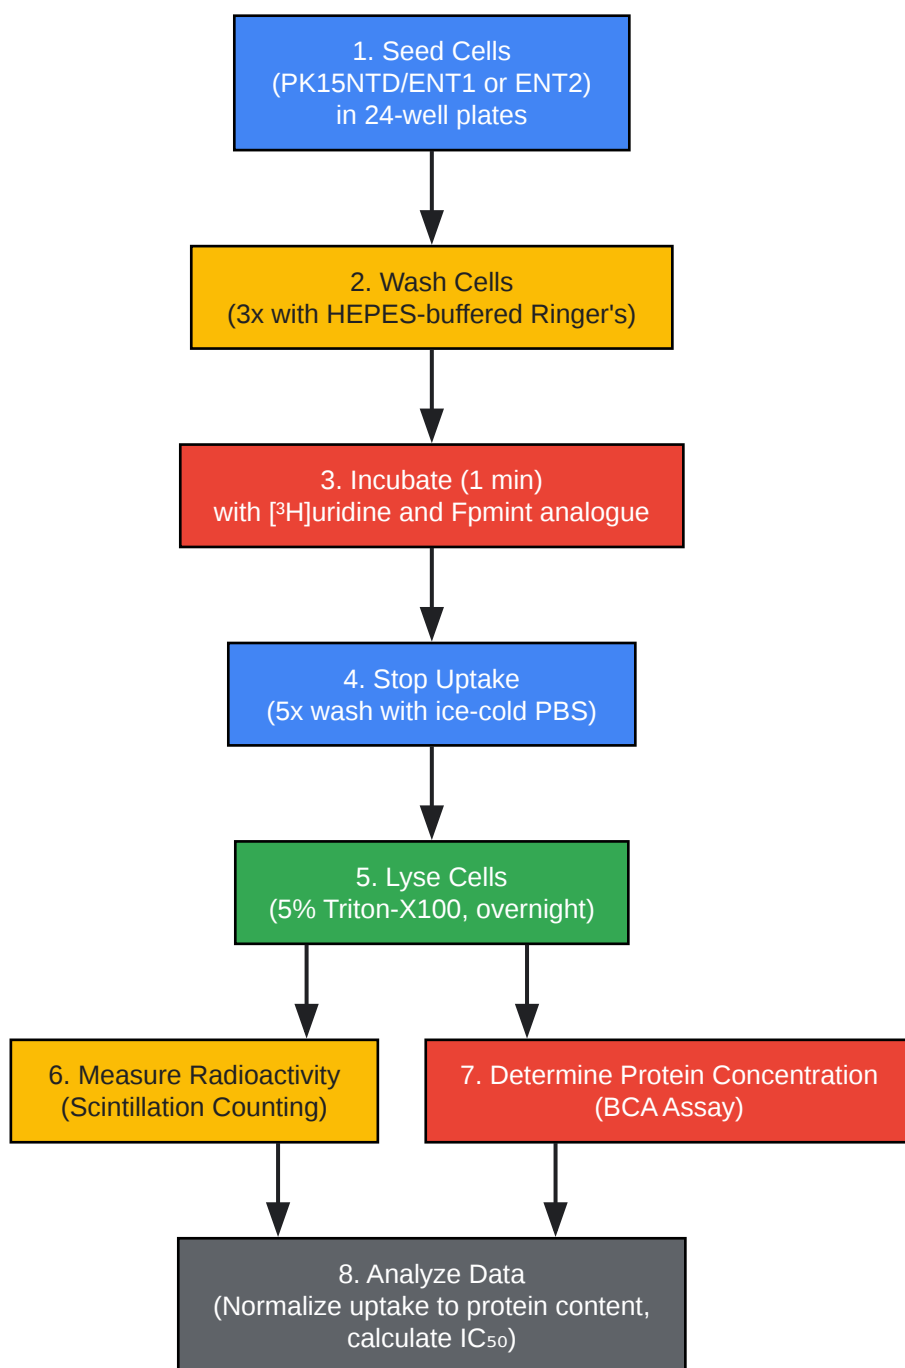 1. Seed Cells
(PK15NTD/ENT1 or ENT2)
in 24-well plates
2. Wash Cells
(3x with HEPES-buffered Ringer's)
3. Incubate (1 min)
with [³H]uridine and Fpmint analogue
4. Stop Uptake
(5x wash with ice-cold PBS)
5. Lyse Cells
(5% Triton-X100, overnight)
6. Measure Radioactivity
(Scintillation Counting)
7. Determine Protein Concentration
(BCA Assay)
8. Analyze Data
(Normalize uptake to protein content,
calculate IC₅₀)